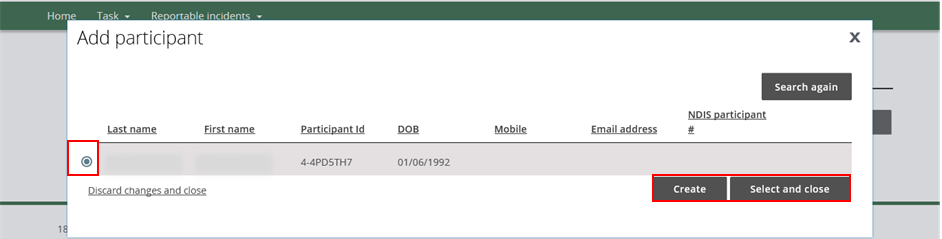 Home Task Reportable incidents
Add participant
X
Search again
Last name First name Participant Id DOB Mobile Email address NDIS participant #
4-4PD5TH7 01/06/1992
Discard changes and close Create Select and close
18